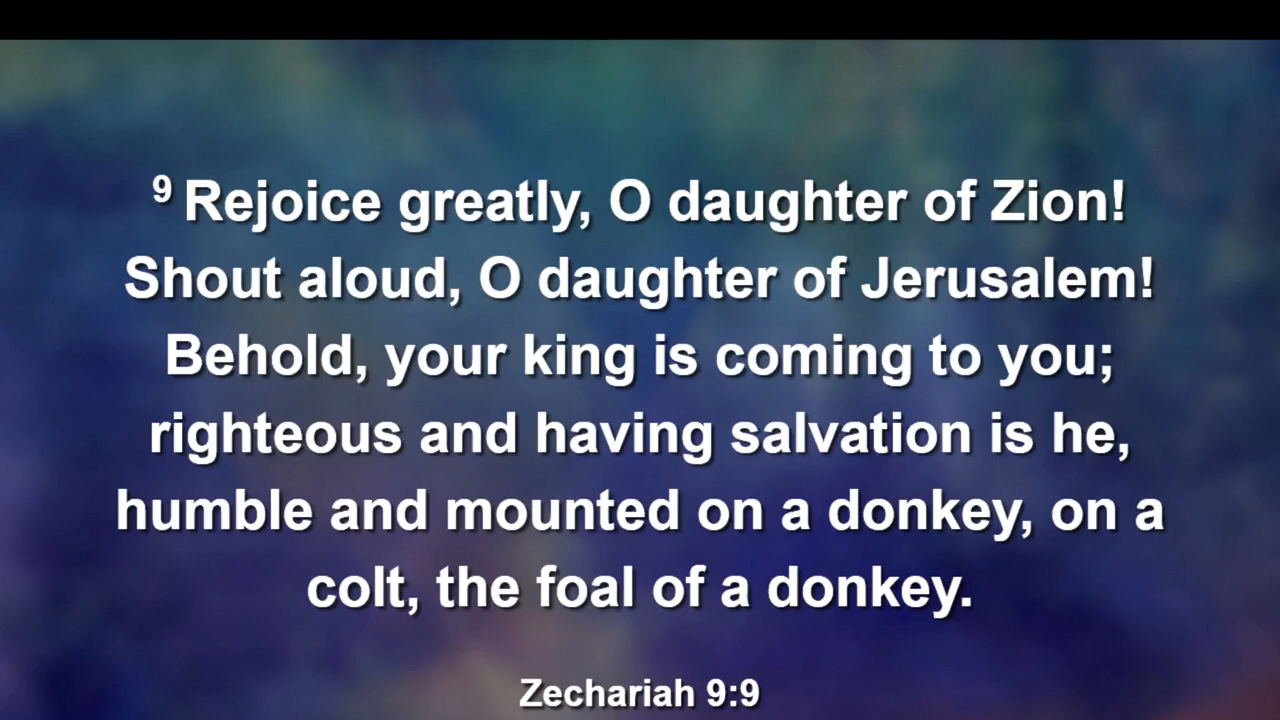 9 Rejoice greatly, O daughter of Zion!
Shout aloud, O daughter of Jerusalem!
Behold, your king is coming to you;
righteous and having salvation is he,
humble and mounted on a donkey, on a
colt, the foal of a donkey.
Zechariah 9:9